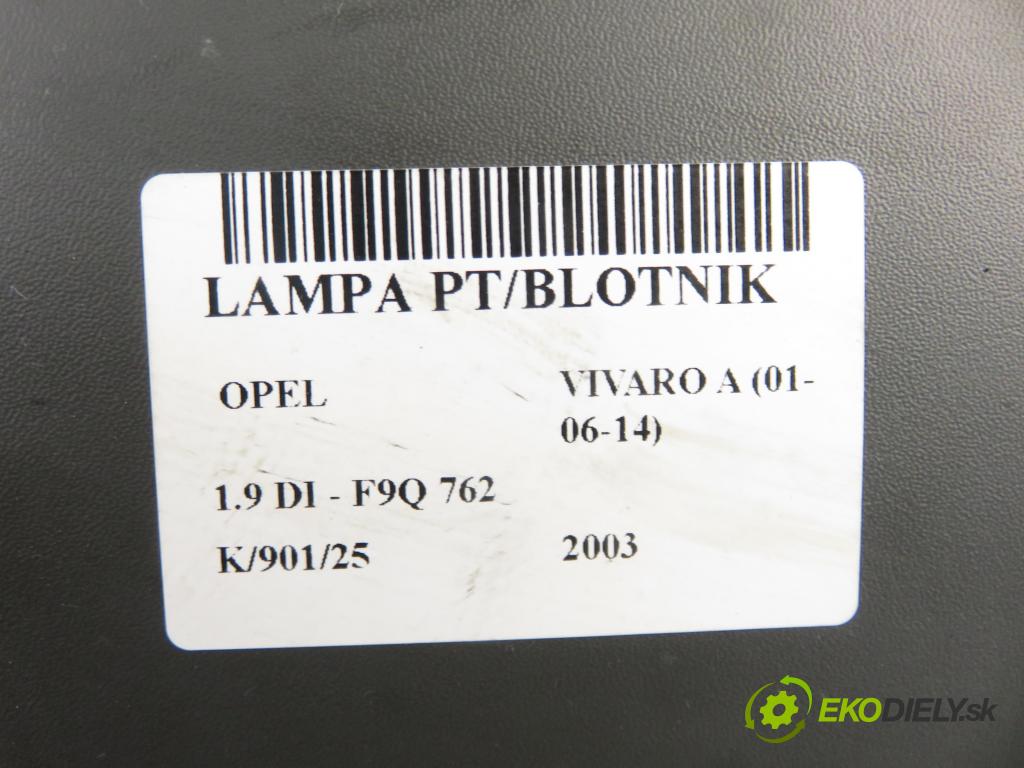 LAMPA PT/BLOTNIK
OPEL
VIVARO A (01-
06-14)
1.9 DI - F9Q 762
K/901/25
2003
EKODIELY.sk